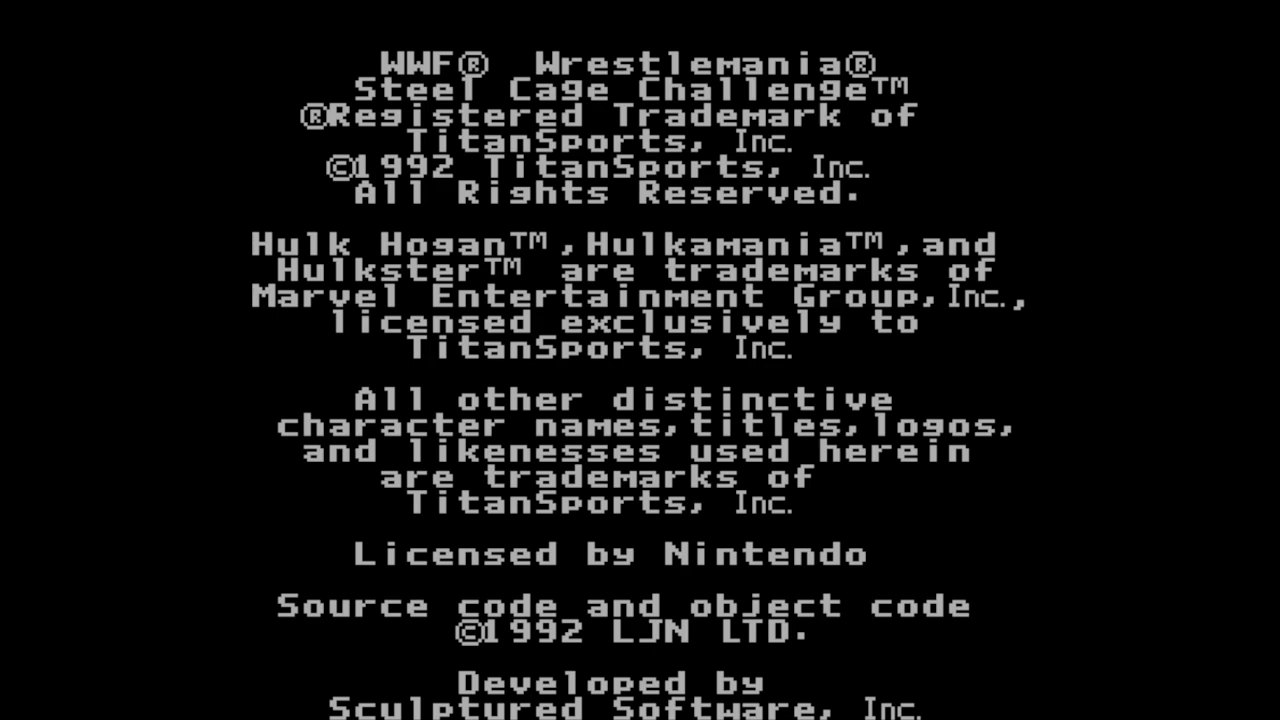 WWF® Wrestlemania®
Steel Cage Challenge™
®Registered Trademark of
TitanSports, Inc.
©1992 TitanSports, Inc.
All Rights Reserved.
Hulk Hogan™,Hulkamania™,and
Hulkster™ are trademarks of
Marvel Entertainment Group,Inc.,
licensed exclusively to
TitanSports, Inc.
All other distinctive
character names,titles,logos,
and likenesses used herein
are trademarks of
TitanSports, Inc.
Licensed by Nintendo
Source code and object code
©1992 LJN LTD.
Developed by
Sculptured Software, Inc.